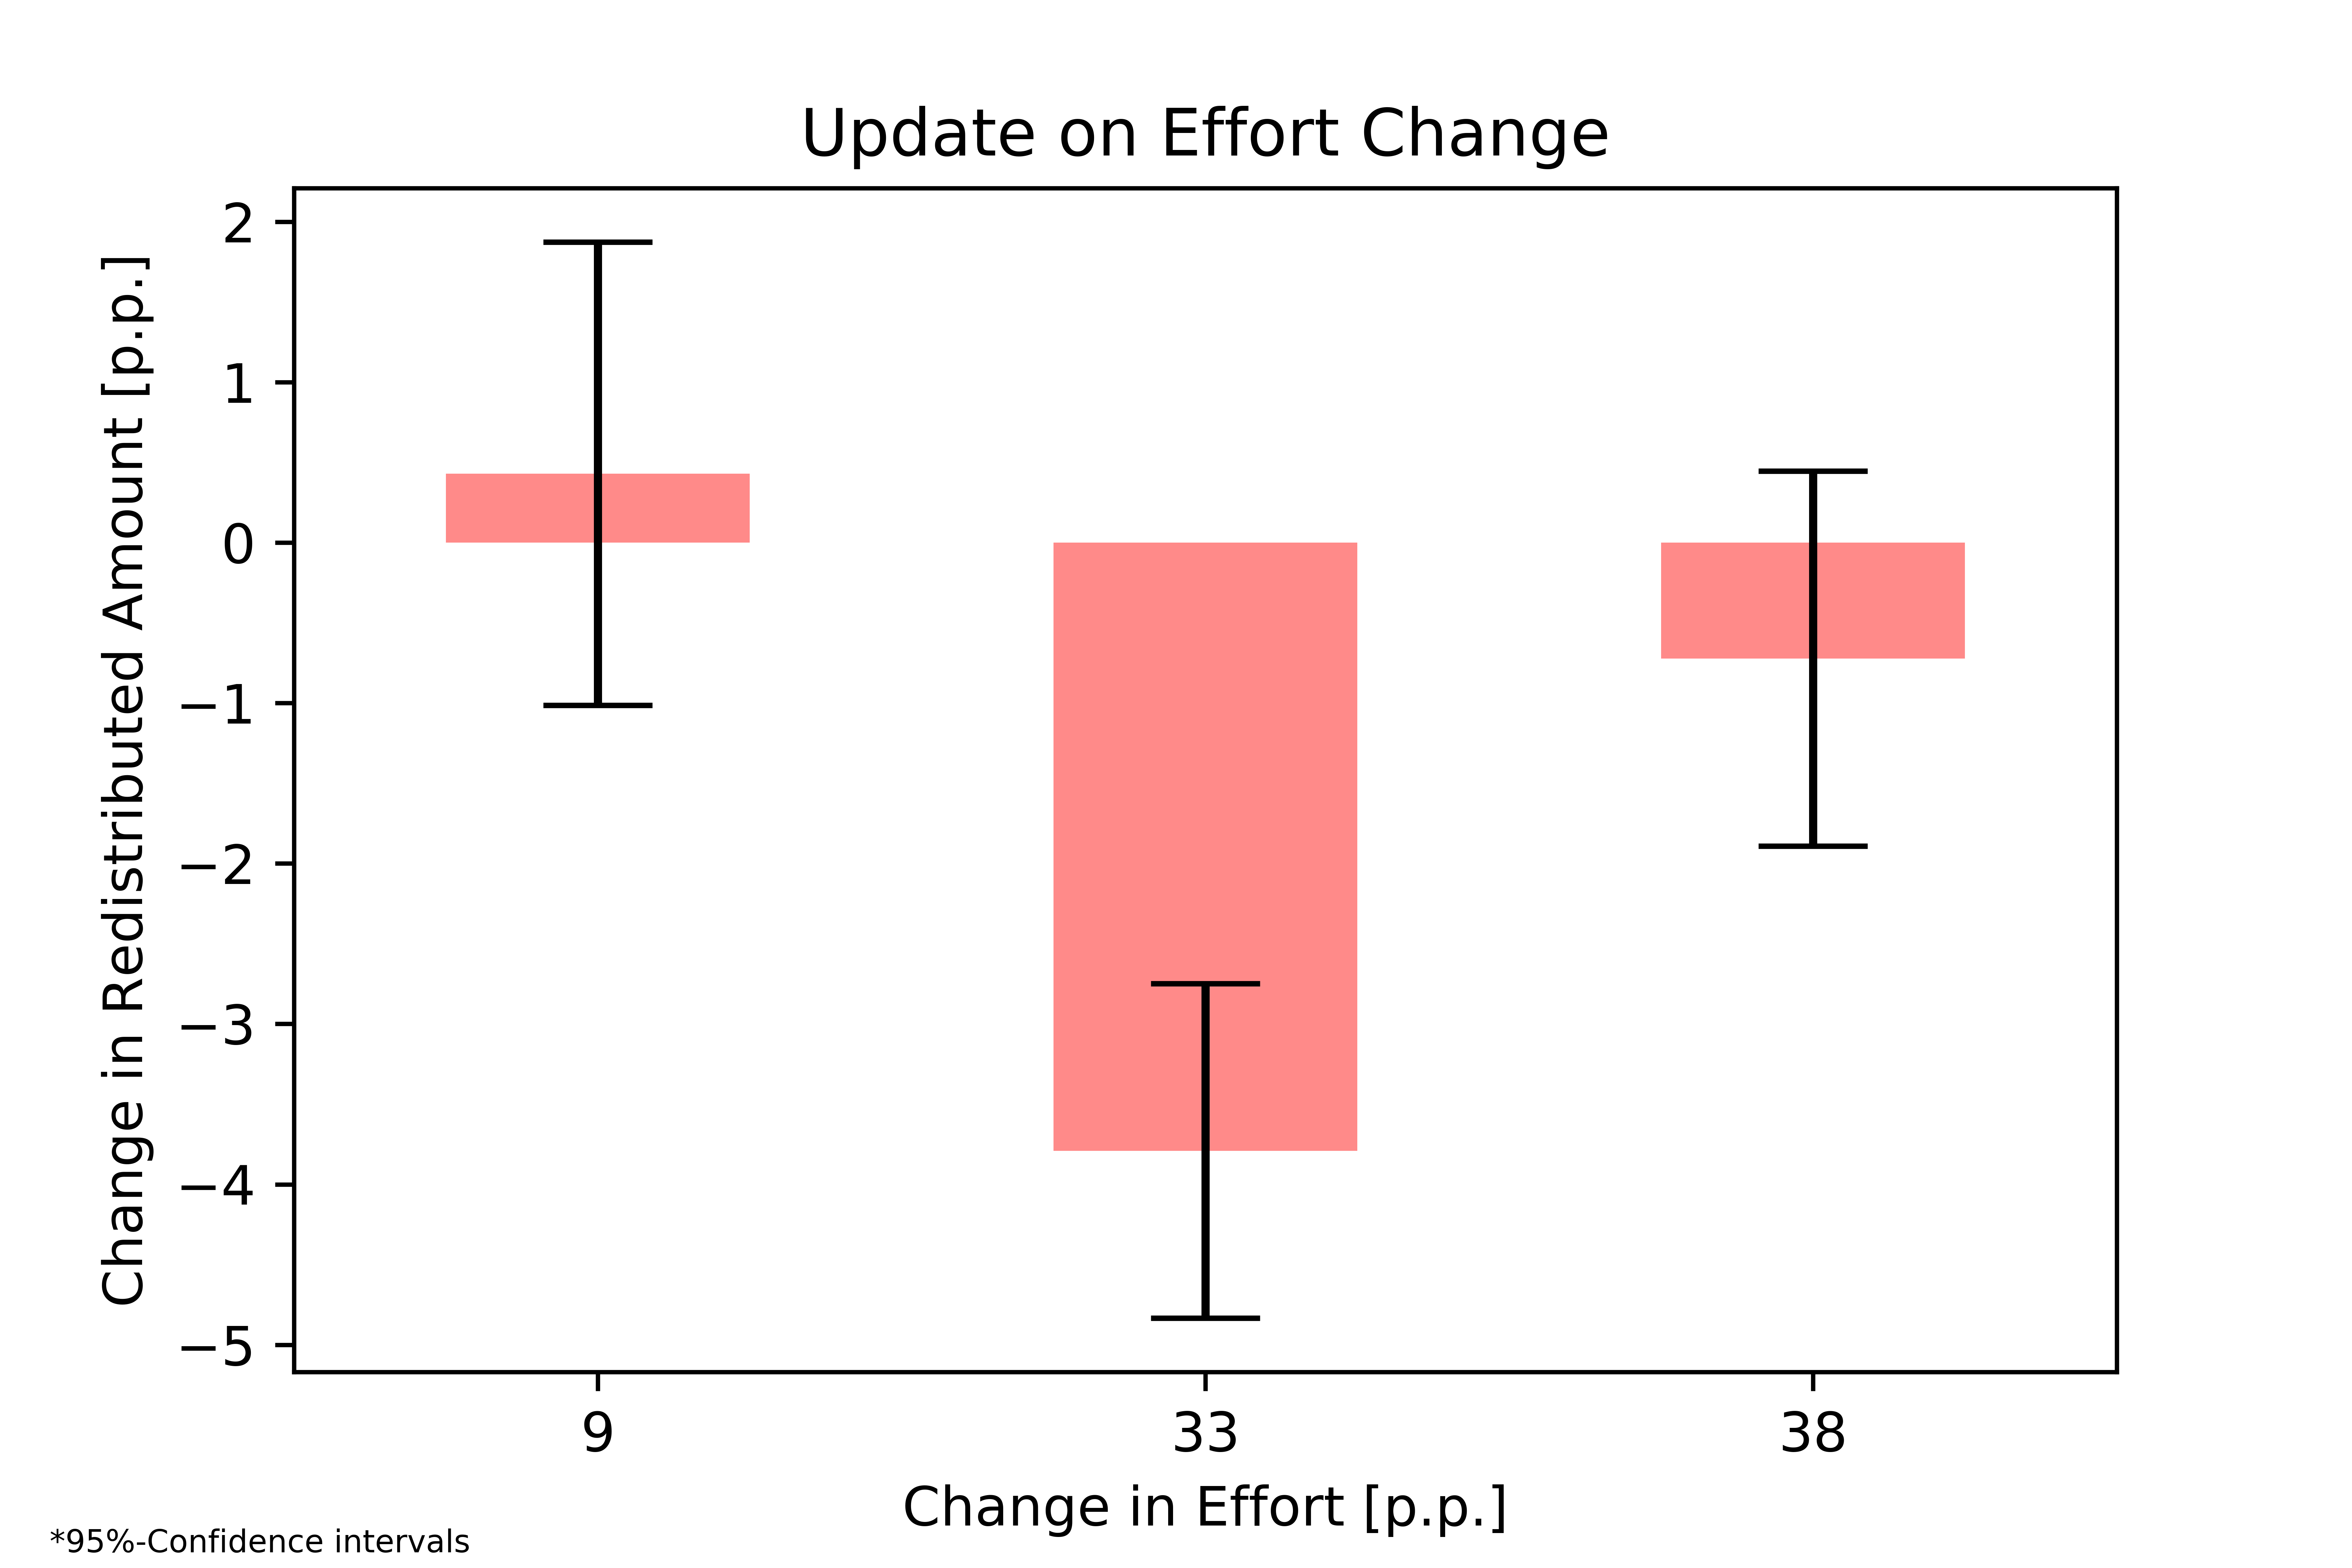 Update on Effort Change
Change in Redistributed Amount [p.p.]
2
1
0
−1
−2
−3
−4
−5
9 33 38
Change in Effort [p.p.]
*95%-Confidence intervals